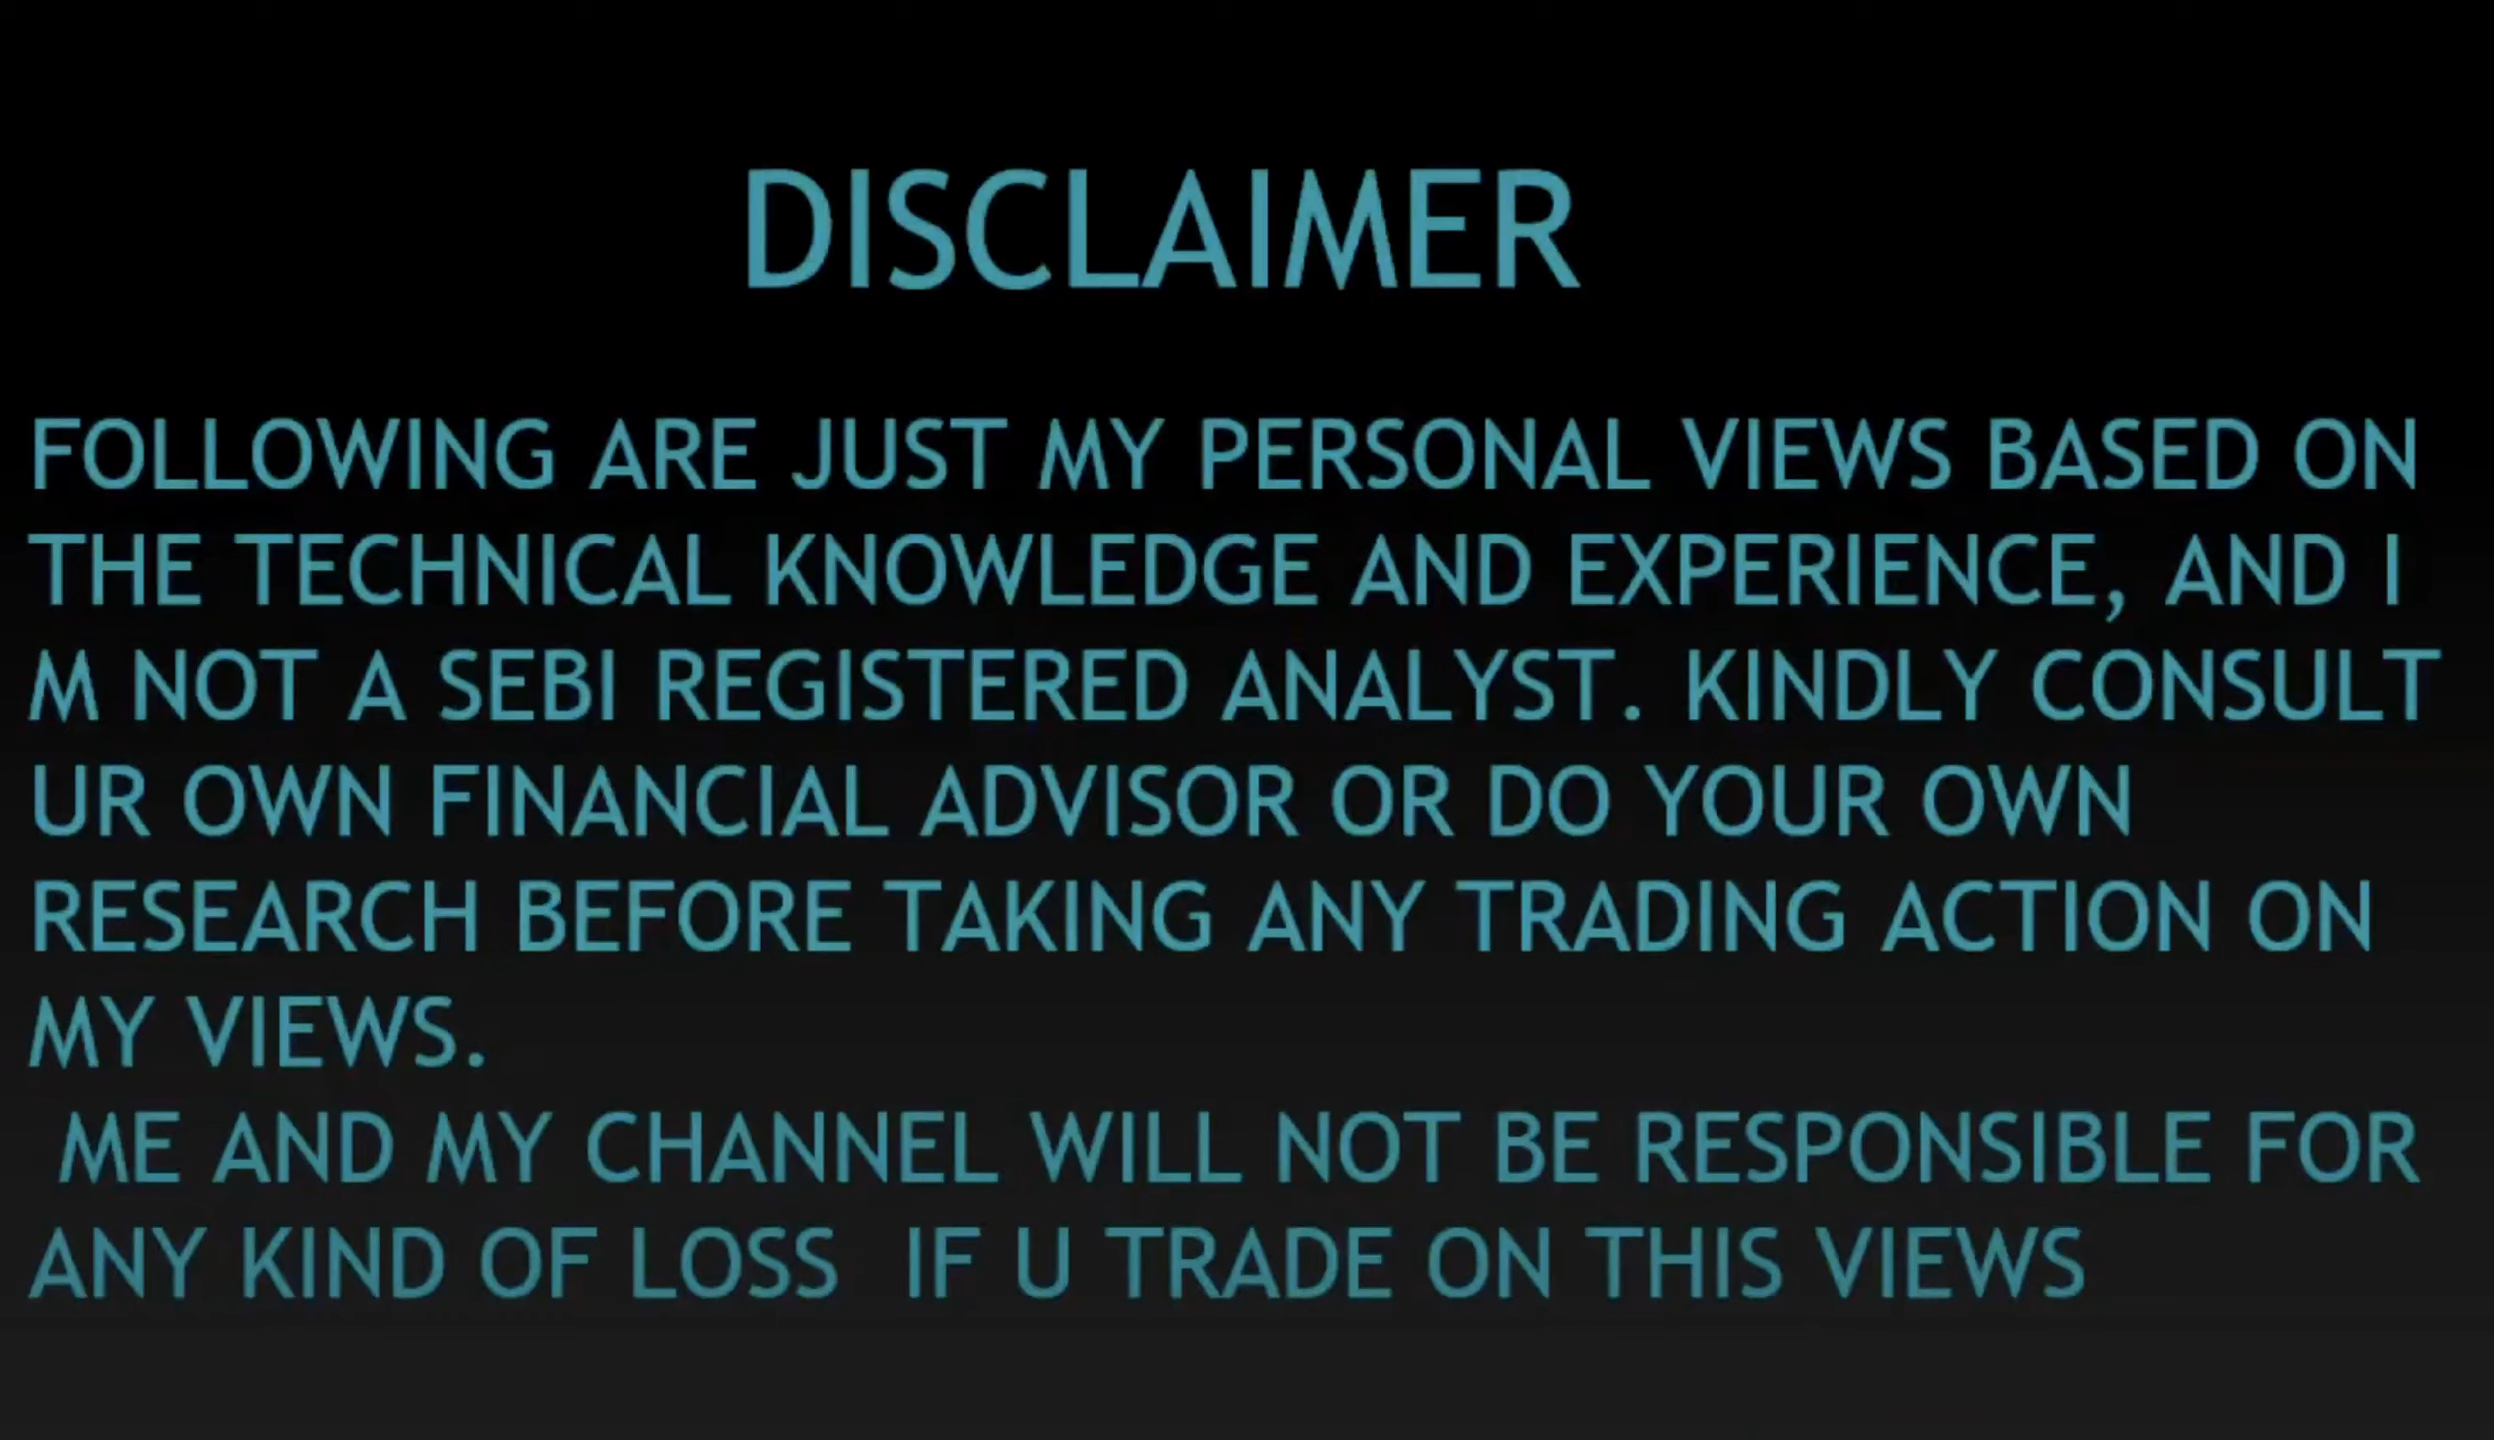 DISCLAIMER
FOLLOWING ARE JUST MY PERSONAL VIEWS BASED ON
THE TECHNICAL KNOWLEDGE AND EXPERIENCE, AND I
M NOT A SEBI REGISTERED ANALYST. KINDLY CONSULT
UR OWN FINANCIAL ADVISOR OR DO YOUR OWN
RESEARCH BEFORE TAKING ANY TRADING ACTION ON
MY VIEWS.
ME AND MY CHANNEL WILL NOT BE RESPONSIBLE FOR
ANY KIND OF LOSS  IF U TRADE ON THIS VIEWS